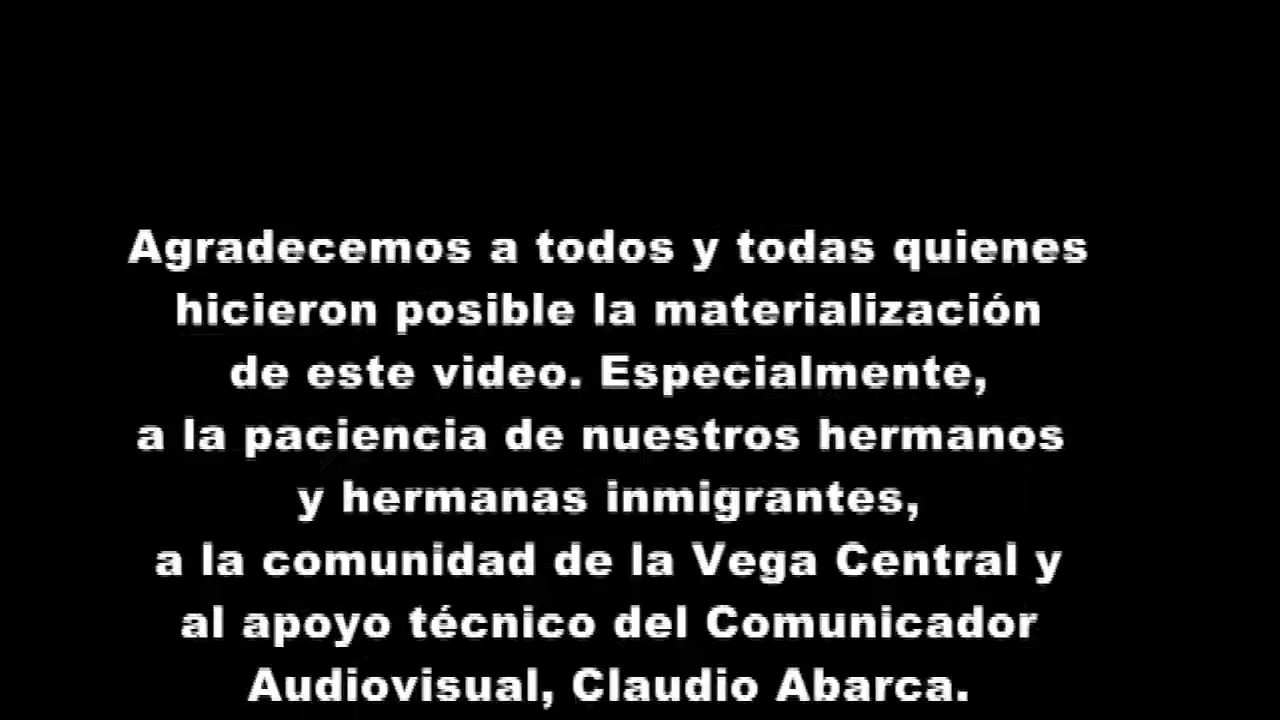 Agradecemos a todos y todas quienes
hicieron posible la materialización
de este video. Especialmente,
a la paciencia de nuestros hermanos
y hermanas inmigrantes,
a la comunidad de la Vega Central y
al apoyo técnico del Comunicador
Audiovisual, Claudio Abarca.